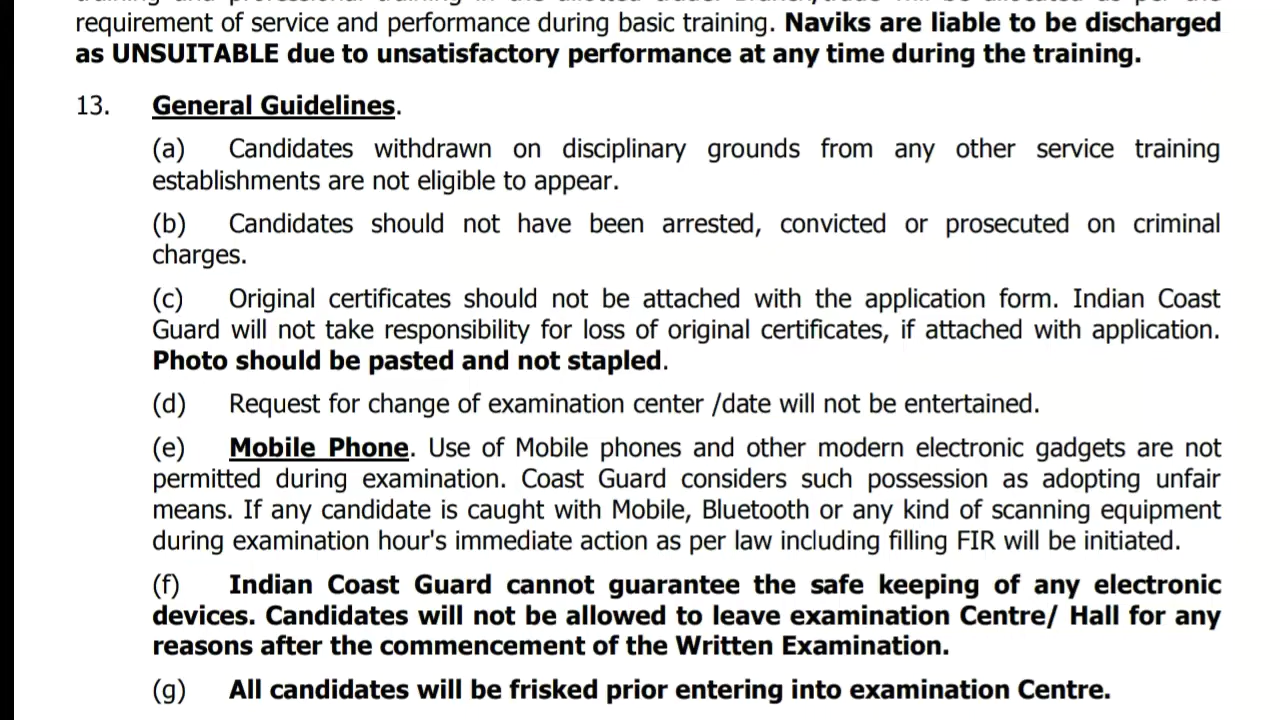 requirement of service and performance during basic training. Naviks are liable to be discharged
as UNSUITABLE due to unsatisfactory performance at any time during the training.
13. General Guidelines.
(a) Candidates withdrawn on disciplinary grounds from any other service training
establishments are not eligible to appear.
(b) Candidates should not have been arrested, convicted or prosecuted on criminal
charges.
(c) Original certificates should not be attached with the application form. Indian Coast
Guard will not take responsibility for loss of original certificates, if attached with application.
Photo should be pasted and not stapled.
(d) Request for change of examination center /date will not be entertained.
(e) Mobile Phone. Use of Mobile phones and other modern electronic gadgets are not
permitted during examination. Coast Guard considers such possession as adopting unfair
means. If any candidate is caught with Mobile, Bluetooth or any kind of scanning equipment
during examination hour's immediate action as per law including filling FIR will be initiated.
(f) Indian Coast Guard cannot guarantee the safe keeping of any electronic
devices. Candidates will not be allowed to leave examination Centre/ Hall for any
reasons after the commencement of the Written Examination.
(g) All candidates will be frisked prior entering into examination Centre.